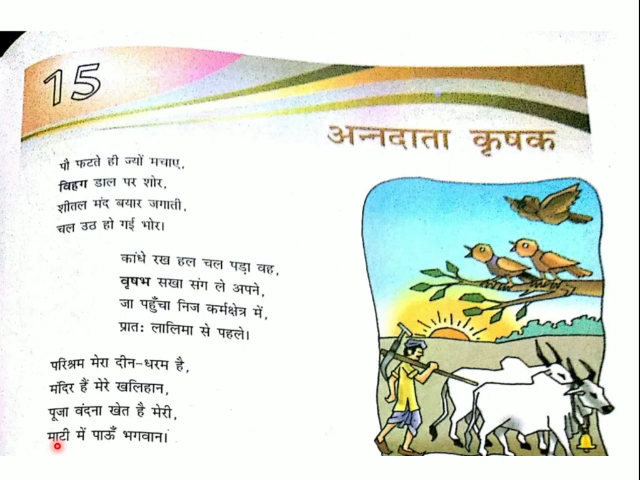 15
अन्नदाता कृषक
पौ फटते ही ज्यों मचाए,
विहग डाल पर शोर,
शीतल मंद बयार जगाती,
चल उठ हो गई भोर।
कांधे रख हल चल पड़ा वह,
वृषभ सखा संग ले अपने,
जा पहुँचा निज कर्मक्षेत्र में,
प्रातः लालिमा से पहले।
परिश्रम मेरा दीन-धरम है,
मंदिर हैं मेरे खलिहान,
पूजा वंदना खेत है मेरी,
माटी में पाऊँ भगवान।